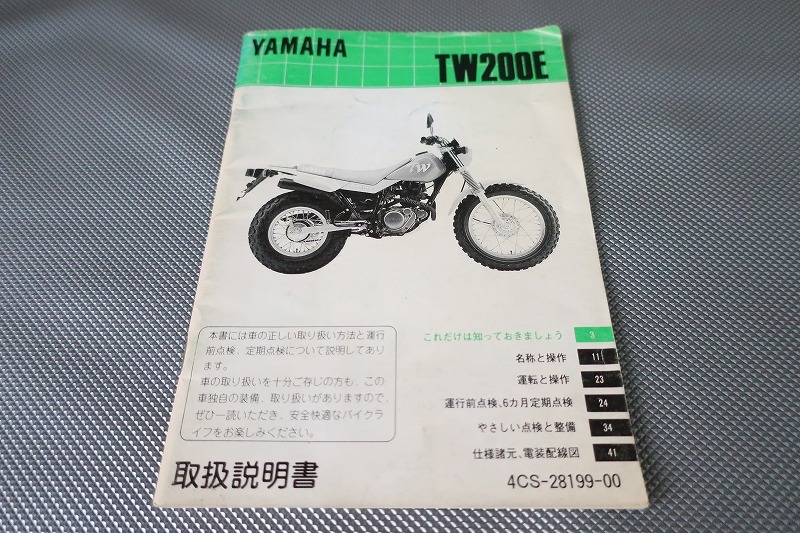 YAMAHA
TW200E
TW
本書には車の正しい取り扱い方法と運行
前点検、定期点検について説明してあり
ます。
車の取り扱いを十分ご存じの方も、この
車独自の装備、取り扱いがありますので、
ぜひ一読いただき、安全快適なバイクラ
イフをお楽しみください。
これだけは知っておきましょう 3
名称と操作 11
運転と操作 23
運行前点検、6カ月定期点検 24
やさしい点検と整備 34
仕様諸元、電装配線図 41
取扱説明書
4CS-28199-00